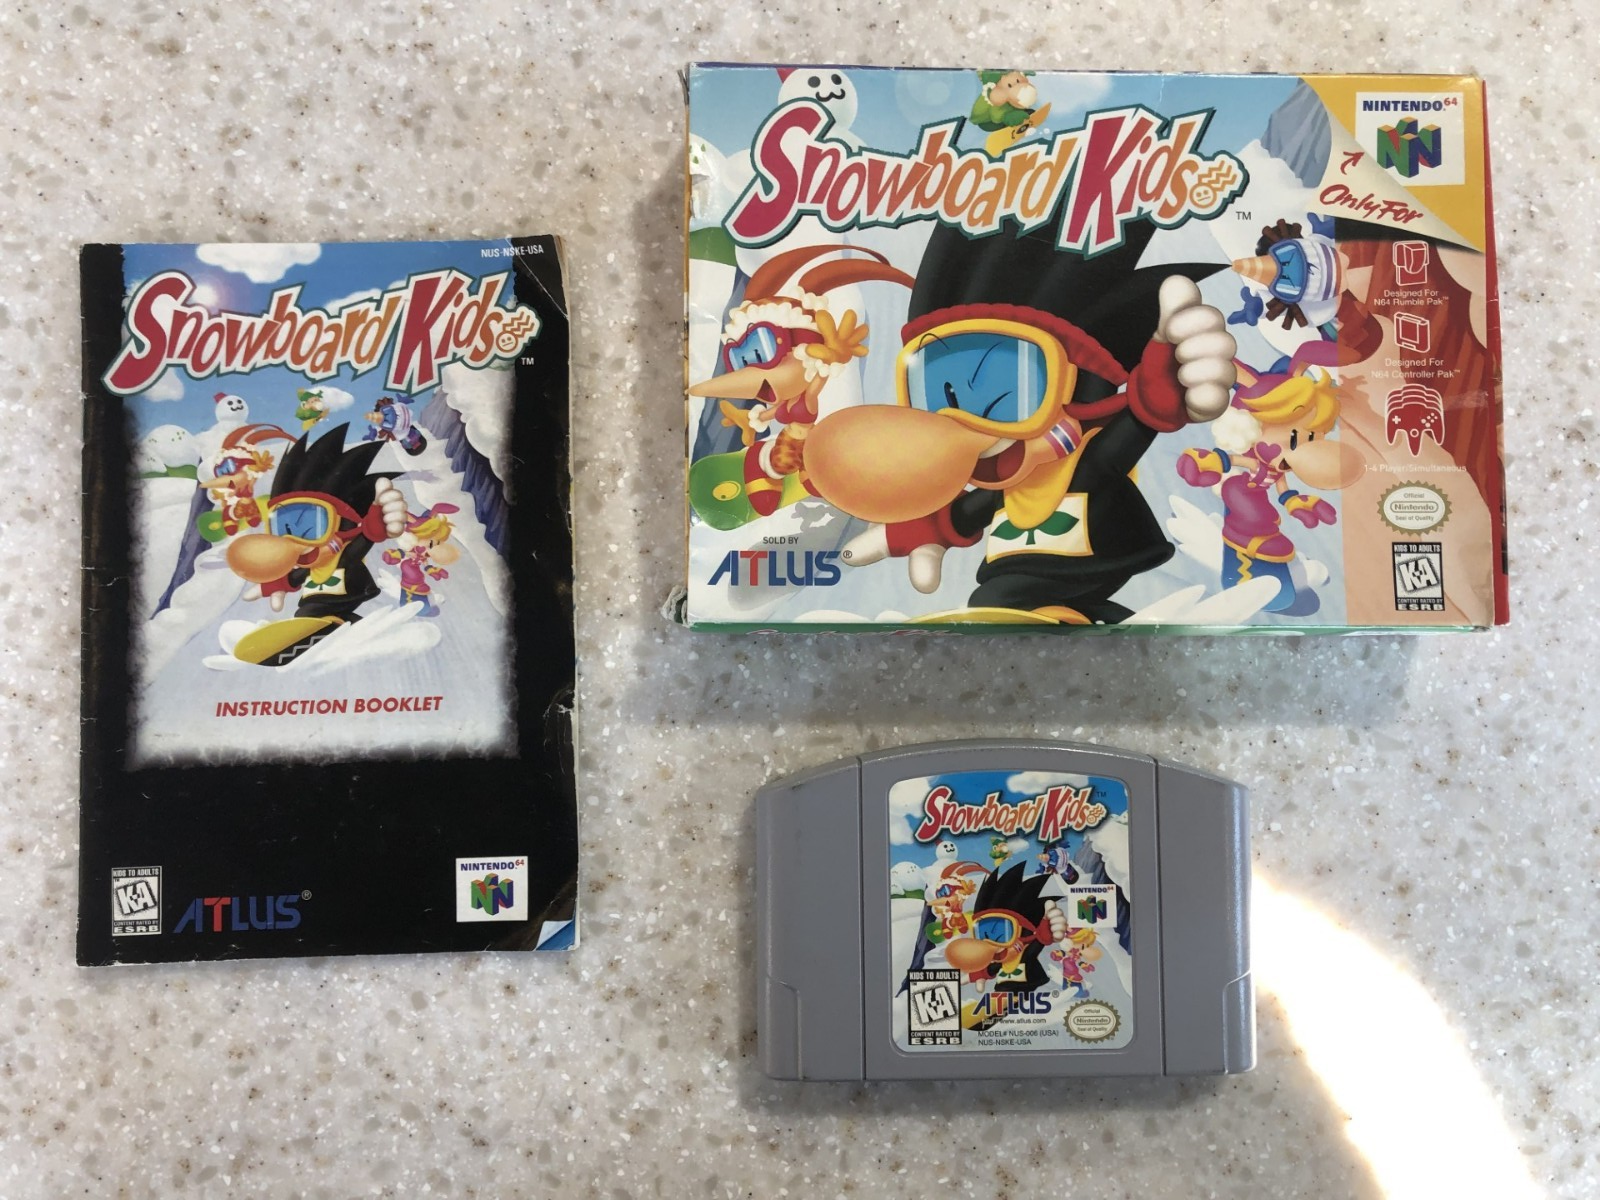 NUS-NSKE-USA
Snowboard Kids
TM
INSTRUCTION BOOKLET
KIDS TO ADULTS
K-A
CONTENT RATED BY
ESRB
ATLUS®
NINTENDO64
Snowboard Kids
TM
NINTENDO64
Only For
Designed For
N64 Rumble Pak™
Designed For
N64 Controller Pak™
1-4 Player/Simultaneous
Official
Nintendo
Seal of Quality
KIDS TO ADULTS
K-A
CONTENT RATED BY
ESRB
SOLD BY
ATLUS®
Snowboard Kids
TM
NINTENDO64
KIDS TO ADULTS
K-A
CONTENT RATED BY
ESRB
ATLUS®
www.atlus.com
MODEL# NUS-006 (USA)
NUS-NSKE-USA
Official
Nintendo
Seal of Quality